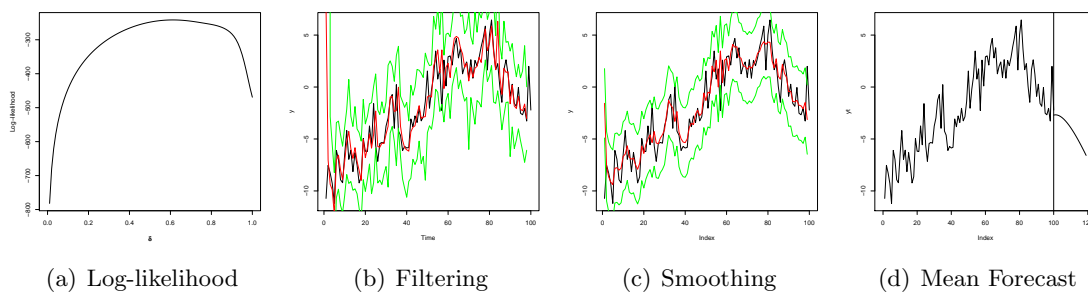 -300
-400
-500
-600
-700
-800
Log-likelihood
0.0 0.2 0.4 0.6 0.8 1.0
δ
(a) Log-likelihood
5
0
-5
-10
y
0 20 40 60 80 100
Time
(b) Filtering
5
0
-5
-10
y
0 20 40 60 80 100
Index
(c) Smoothing
5
0
-5
-10
yt
0 20 40 60 80 100 120
Index
(d) Mean Forecast